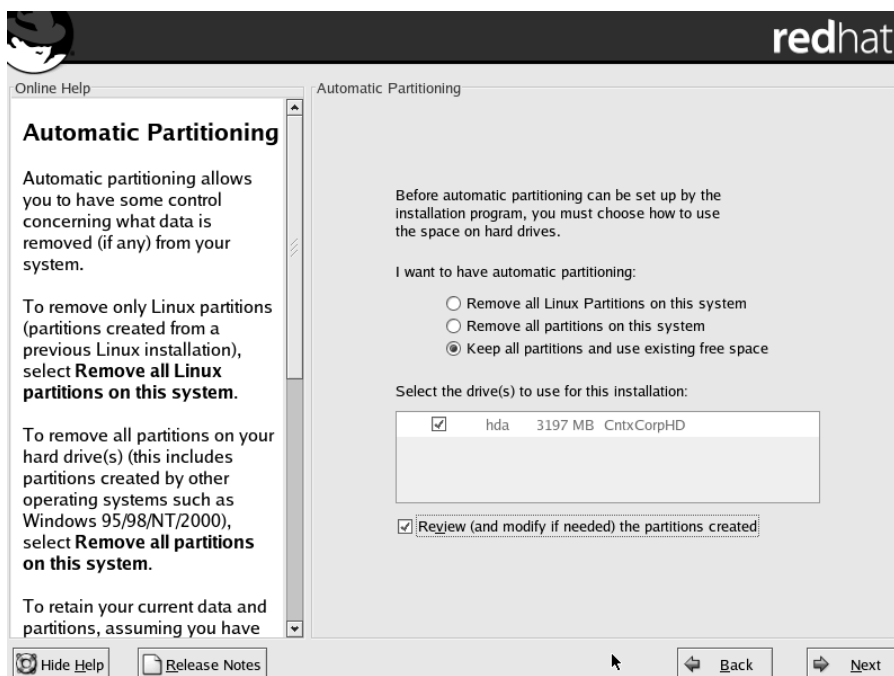 redhat
Online Help
Automatic Partitioning
Automatic partitioning allows
you to have some control
concerning what data is
removed (if any) from your
system.
To remove only Linux partitions
(partitions created from a
previous Linux installation),
select Remove all Linux
partitions on this system.
To remove all partitions on your
hard drive(s) (this includes
partitions created by other
operating systems such as
Windows 95/98/NT/2000),
select Remove all partitions
on this system.
To retain your current data and
partitions, assuming you have
Automatic Partitioning
Before automatic partitioning can be set up by the
installation program, you must choose how to use
the space on hard drives.
I want to have automatic partitioning:
Remove all Linux Partitions on this system
Remove all partitions on this system
Keep all partitions and use existing free space
Select the drive(s) to use for this installation:
hda 3197 MB CntxCorpHD
Review (and modify if needed) the partitions created
Hide Help
Release Notes
Back
Next